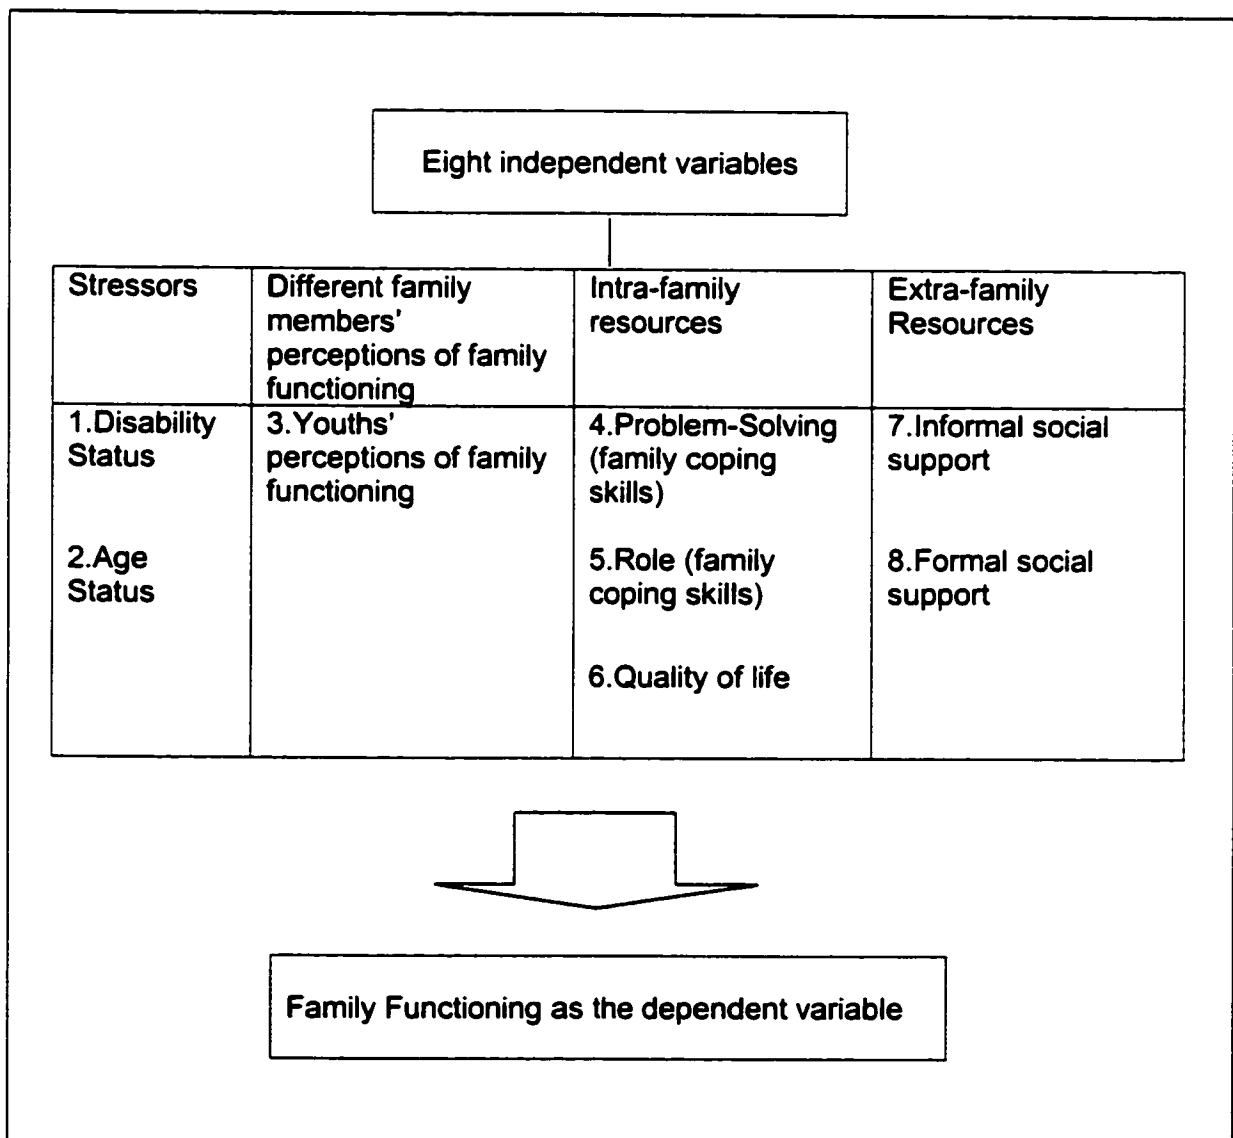 Eight independent variables
Stressors
Different family
members'
perceptions of family
functioning
Intra-family
resources
Extra-family
Resources
1.Disability
Status
2.Age
Status
3.Youths'
perceptions of family
functioning
4.Problem-Solving
(family coping
skills)
5.Role (family
coping skills)
6.Quality of life
7.Informal social
support
8.Formal social
support
Family Functioning as the dependent variable